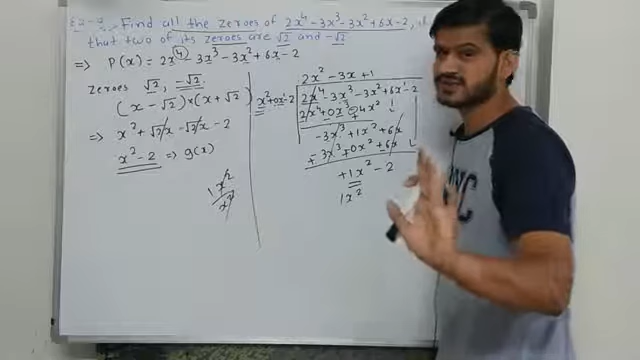 Find all the zeroes of 2x⁴-3x³-3x²+6x-2, if
that two of its zeroes are √2 and -√2
⇒ P(x) = 2x⁴-3x³-3x²+6x-2
zeroes √2, -√2
(x-√2)×(x+√2)
⇒ x²+√2x-√2x-2
x²-2 ⇒ g(x)
1x²
x²
2x²-3x+1
x²+0x-2
2x⁴-3x³-3x²+6x-2
2x⁴+0x³-4x²
- +
-3x³+1x²+6x
-3x³+0x²+6x
+1x²-2
1x²